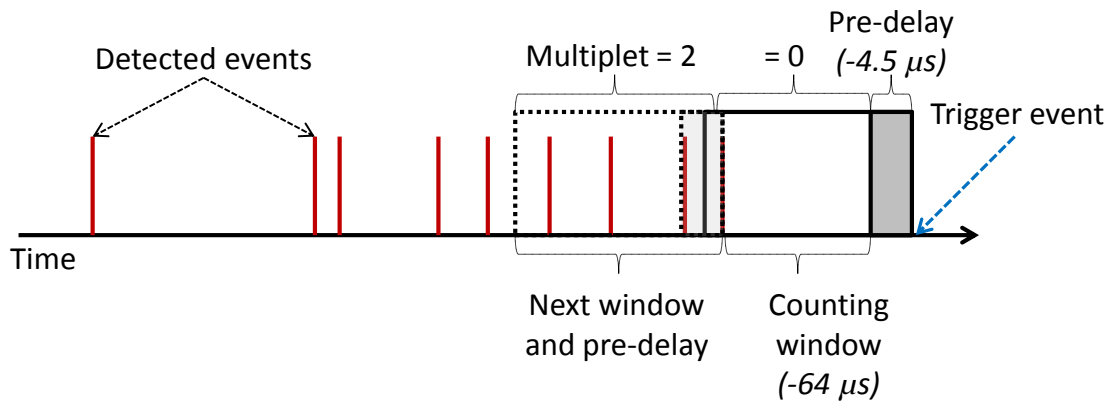 Pre-delay
Detected events
Multiplet = 2
= 0
(-4.5 μs)
Trigger event
Time
Next window
and pre-delay
Counting
window
(-64 μs)